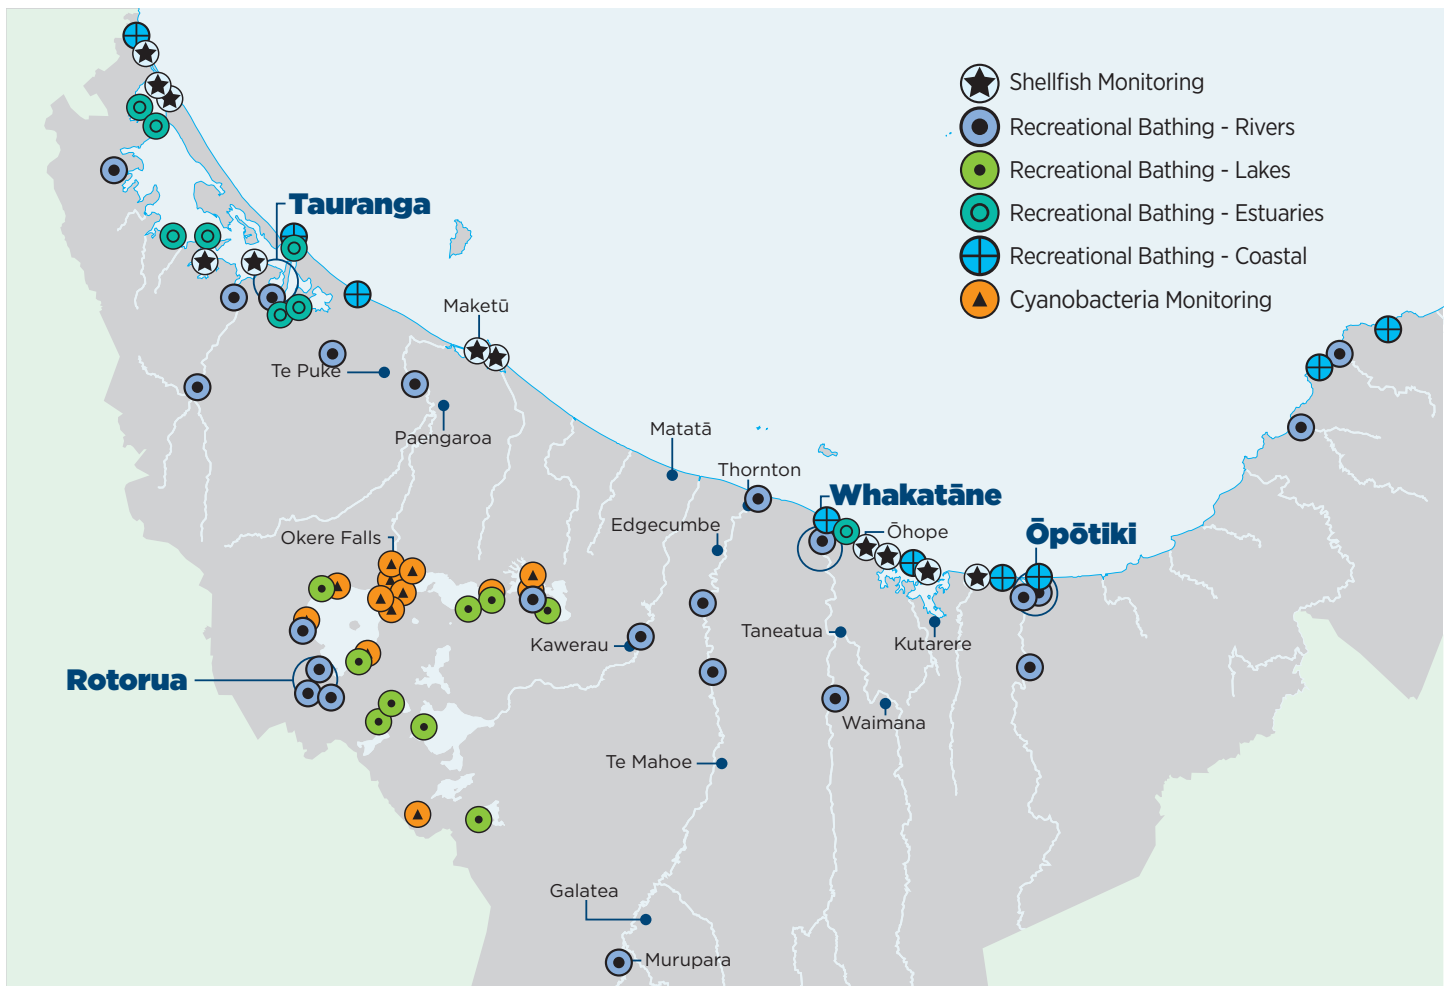 Shellfish Monitoring
Recreational Bathing - Rivers
Recreational Bathing - Lakes
Recreational Bathing - Estuaries
Recreational Bathing - Coastal
Cyanobacteria Monitoring
Tauranga
Maketū
Te Puke
Paengaroa
Matatā
Thornton
Whakatāne
Edgecumbe
Ōhope
Ōpōtiki
Okere Falls
Taneatua
Kutarere
Kawerau
Rotorua
Waimana
Te Mahoe
Galatea
Murupara